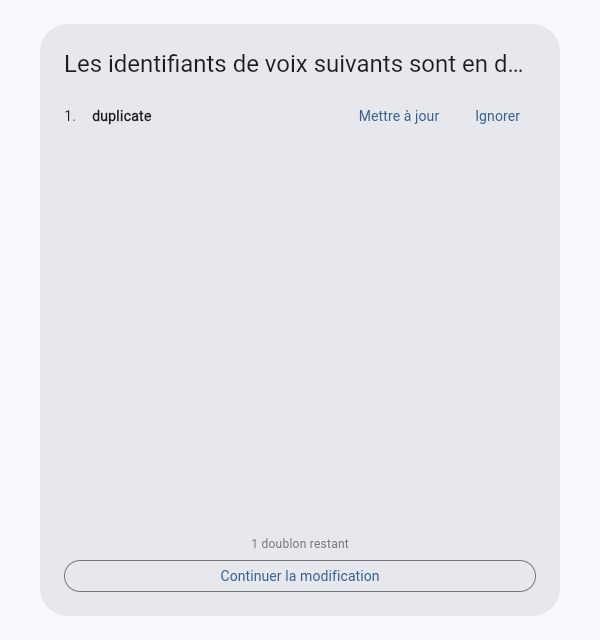 Les identifiants de voix suivants sont en d…
1. duplicate Mettre à jour Ignorer
1 doublon restant
Continuer la modification